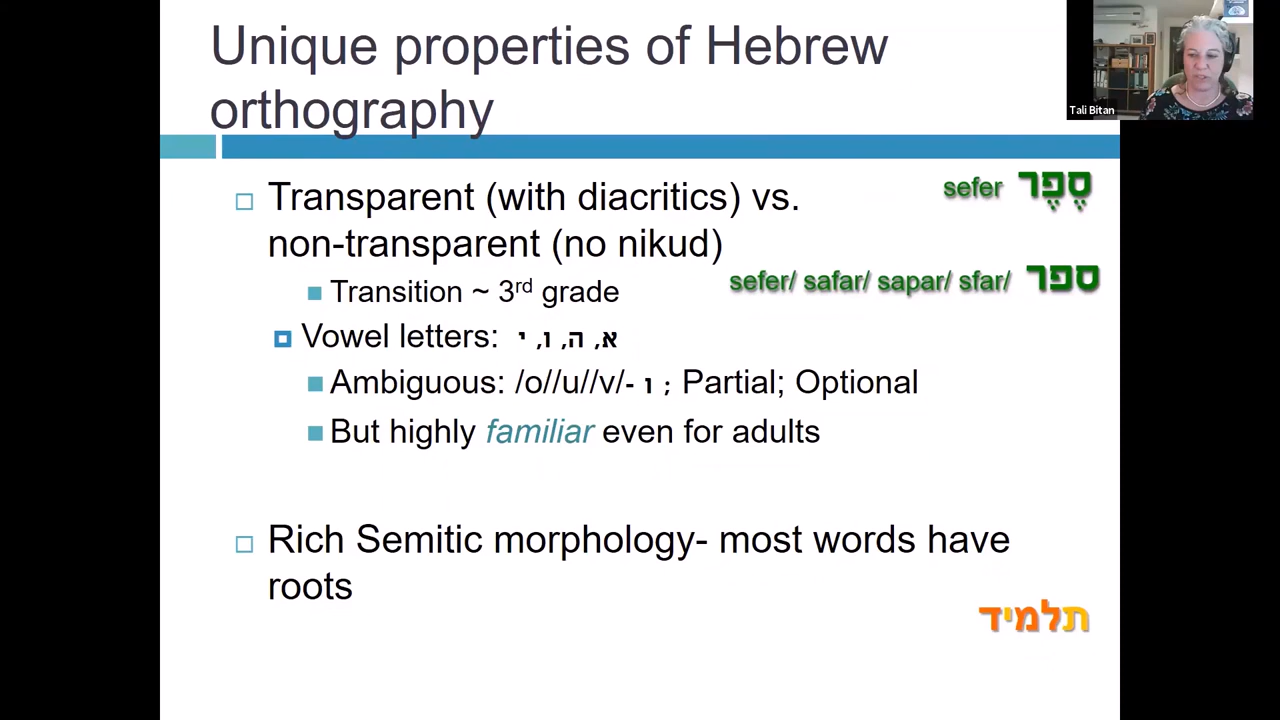 Unique properties of Hebrew
orthography
Tali Bitan
Transparent (with diacritics) vs.
non-transparent (no nikud)
sefer סֵפֶר
sefer/ safar/ sapar/ sfar/ ספר
Transition ~ 3rd grade
Vowel letters: א, ה, ו, י
Ambiguous: /o//u//v/- ו ; Partial; Optional
But highly familiar even for adults
Rich Semitic morphology- most words have
roots
תלמיד